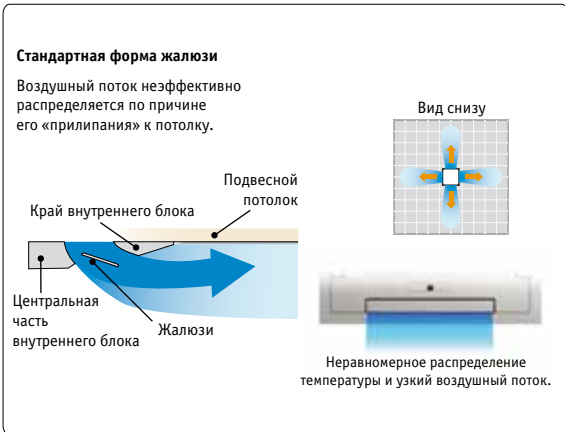 Стандартная форма жалюзи
Воздушный поток неэффективно
распределяется по причине
его «прилипания» к потолку.
Вид снизу
Подвесной
потолок
Край внутреннего блока
Центральная
часть
внутреннего блока
Жалюзи
Неравномерное распределение
температуры и узкий воздушный поток.